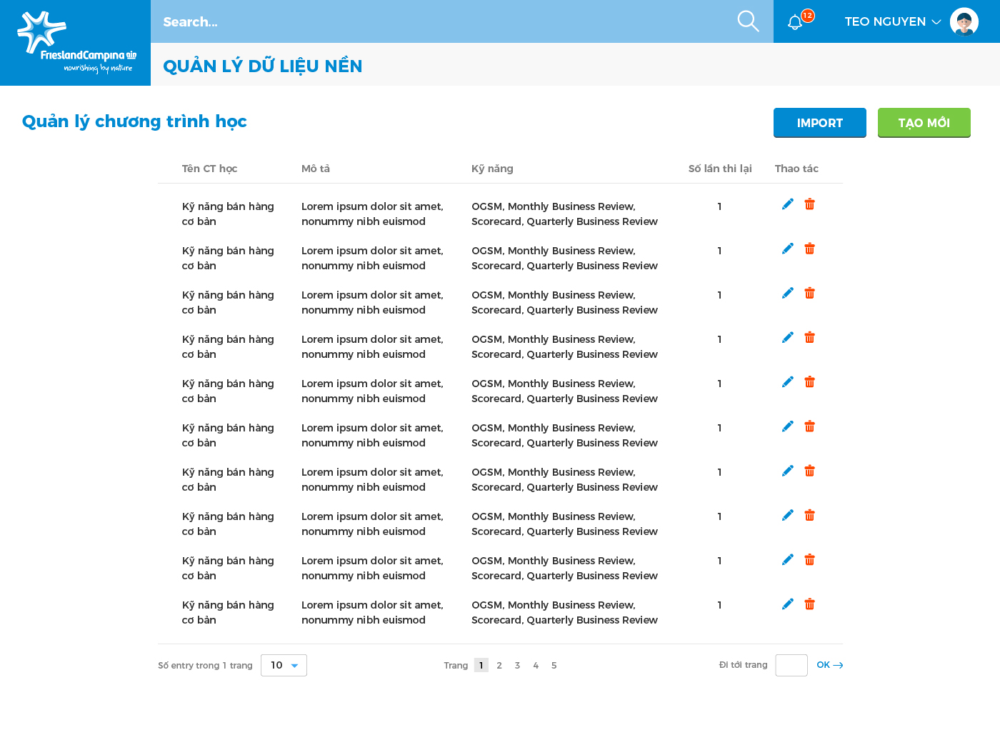 Search...
12
TEO NGUYEN
FrieslandCampina
nourishing by nature
QUẢN LÝ DỮ LIỆU NỀN
Quản lý chương trình học
IMPORT
TẠO MỚI
Tên CT học Mô tả Kỹ năng Số lần thi lại Thao tác
Kỹ năng bán hàng Lorem ipsum dolor sit amet, OGSM, Monthly Business Review, 1
cơ bản nonummy nibh euismod Scorecard, Quarterly Business Review
Kỹ năng bán hàng Lorem ipsum dolor sit amet, OGSM, Monthly Business Review, 1
cơ bản nonummy nibh euismod Scorecard, Quarterly Business Review
Kỹ năng bán hàng Lorem ipsum dolor sit amet, OGSM, Monthly Business Review, 1
cơ bản nonummy nibh euismod Scorecard, Quarterly Business Review
Kỹ năng bán hàng Lorem ipsum dolor sit amet, OGSM, Monthly Business Review, 1
cơ bản nonummy nibh euismod Scorecard, Quarterly Business Review
Kỹ năng bán hàng Lorem ipsum dolor sit amet, OGSM, Monthly Business Review, 1
cơ bản nonummy nibh euismod Scorecard, Quarterly Business Review
Kỹ năng bán hàng Lorem ipsum dolor sit amet, OGSM, Monthly Business Review, 1
cơ bản nonummy nibh euismod Scorecard, Quarterly Business Review
Kỹ năng bán hàng Lorem ipsum dolor sit amet, OGSM, Monthly Business Review, 1
cơ bản nonummy nibh euismod Scorecard, Quarterly Business Review
Kỹ năng bán hàng Lorem ipsum dolor sit amet, OGSM, Monthly Business Review, 1
cơ bản nonummy nibh euismod Scorecard, Quarterly Business Review
Kỹ năng bán hàng Lorem ipsum dolor sit amet, OGSM, Monthly Business Review, 1
cơ bản nonummy nibh euismod Scorecard, Quarterly Business Review
Kỹ năng bán hàng Lorem ipsum dolor sit amet, OGSM, Monthly Business Review, 1
cơ bản nonummy nibh euismod Scorecard, Quarterly Business Review
Số entry trong 1 trang 10 Trang 1 2 3 4 5 Đi tới trang OK